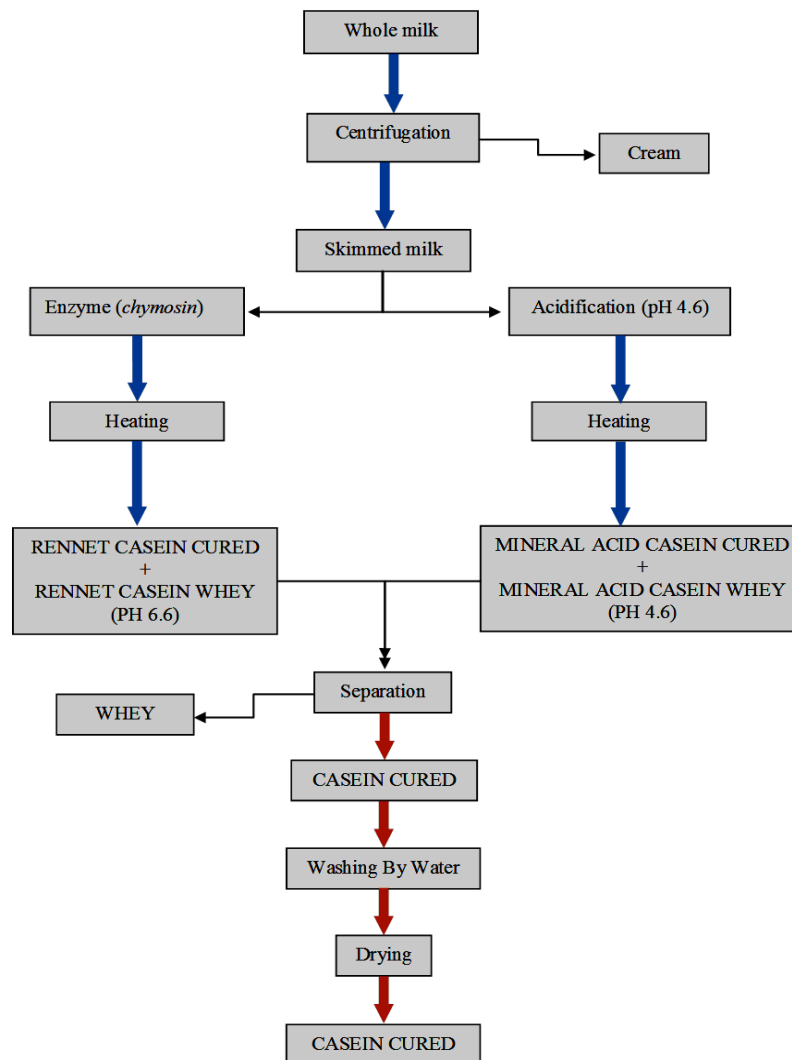 Whole milk
Centrifugation
Cream
Skimmed milk
Enzyme (chymosin)
Acidification (pH 4.6)
Heating
Heating
RENNET CASEIN CURED
+
RENNET CASEIN WHEY
(PH 6.6)
MINERAL ACID CASEIN CURED
+
MINERAL ACID CASEIN WHEY
(PH 4.6)
Separation
WHEY
CASEIN CURED
Washing By Water
Drying
CASEIN CURED